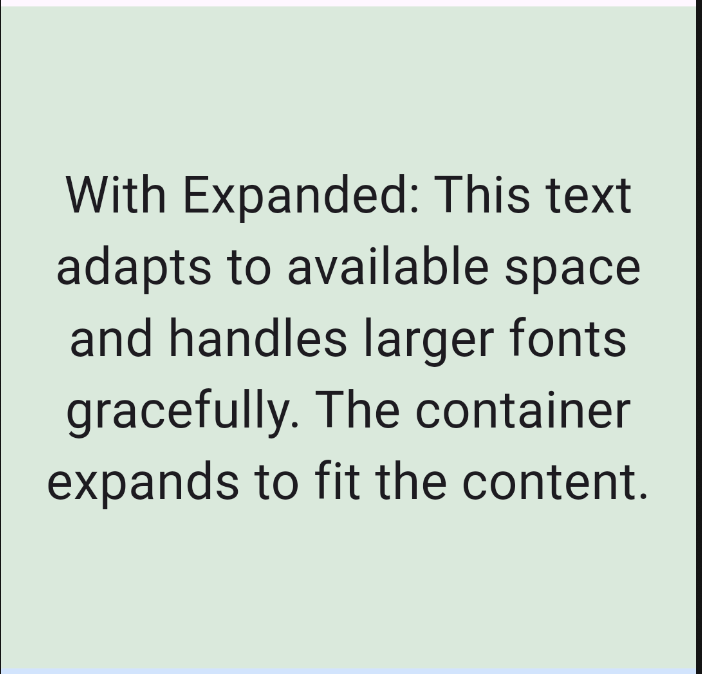 With Expanded: This text
adapts to available space
and handles larger fonts
gracefully. The container
expands to fit the content.